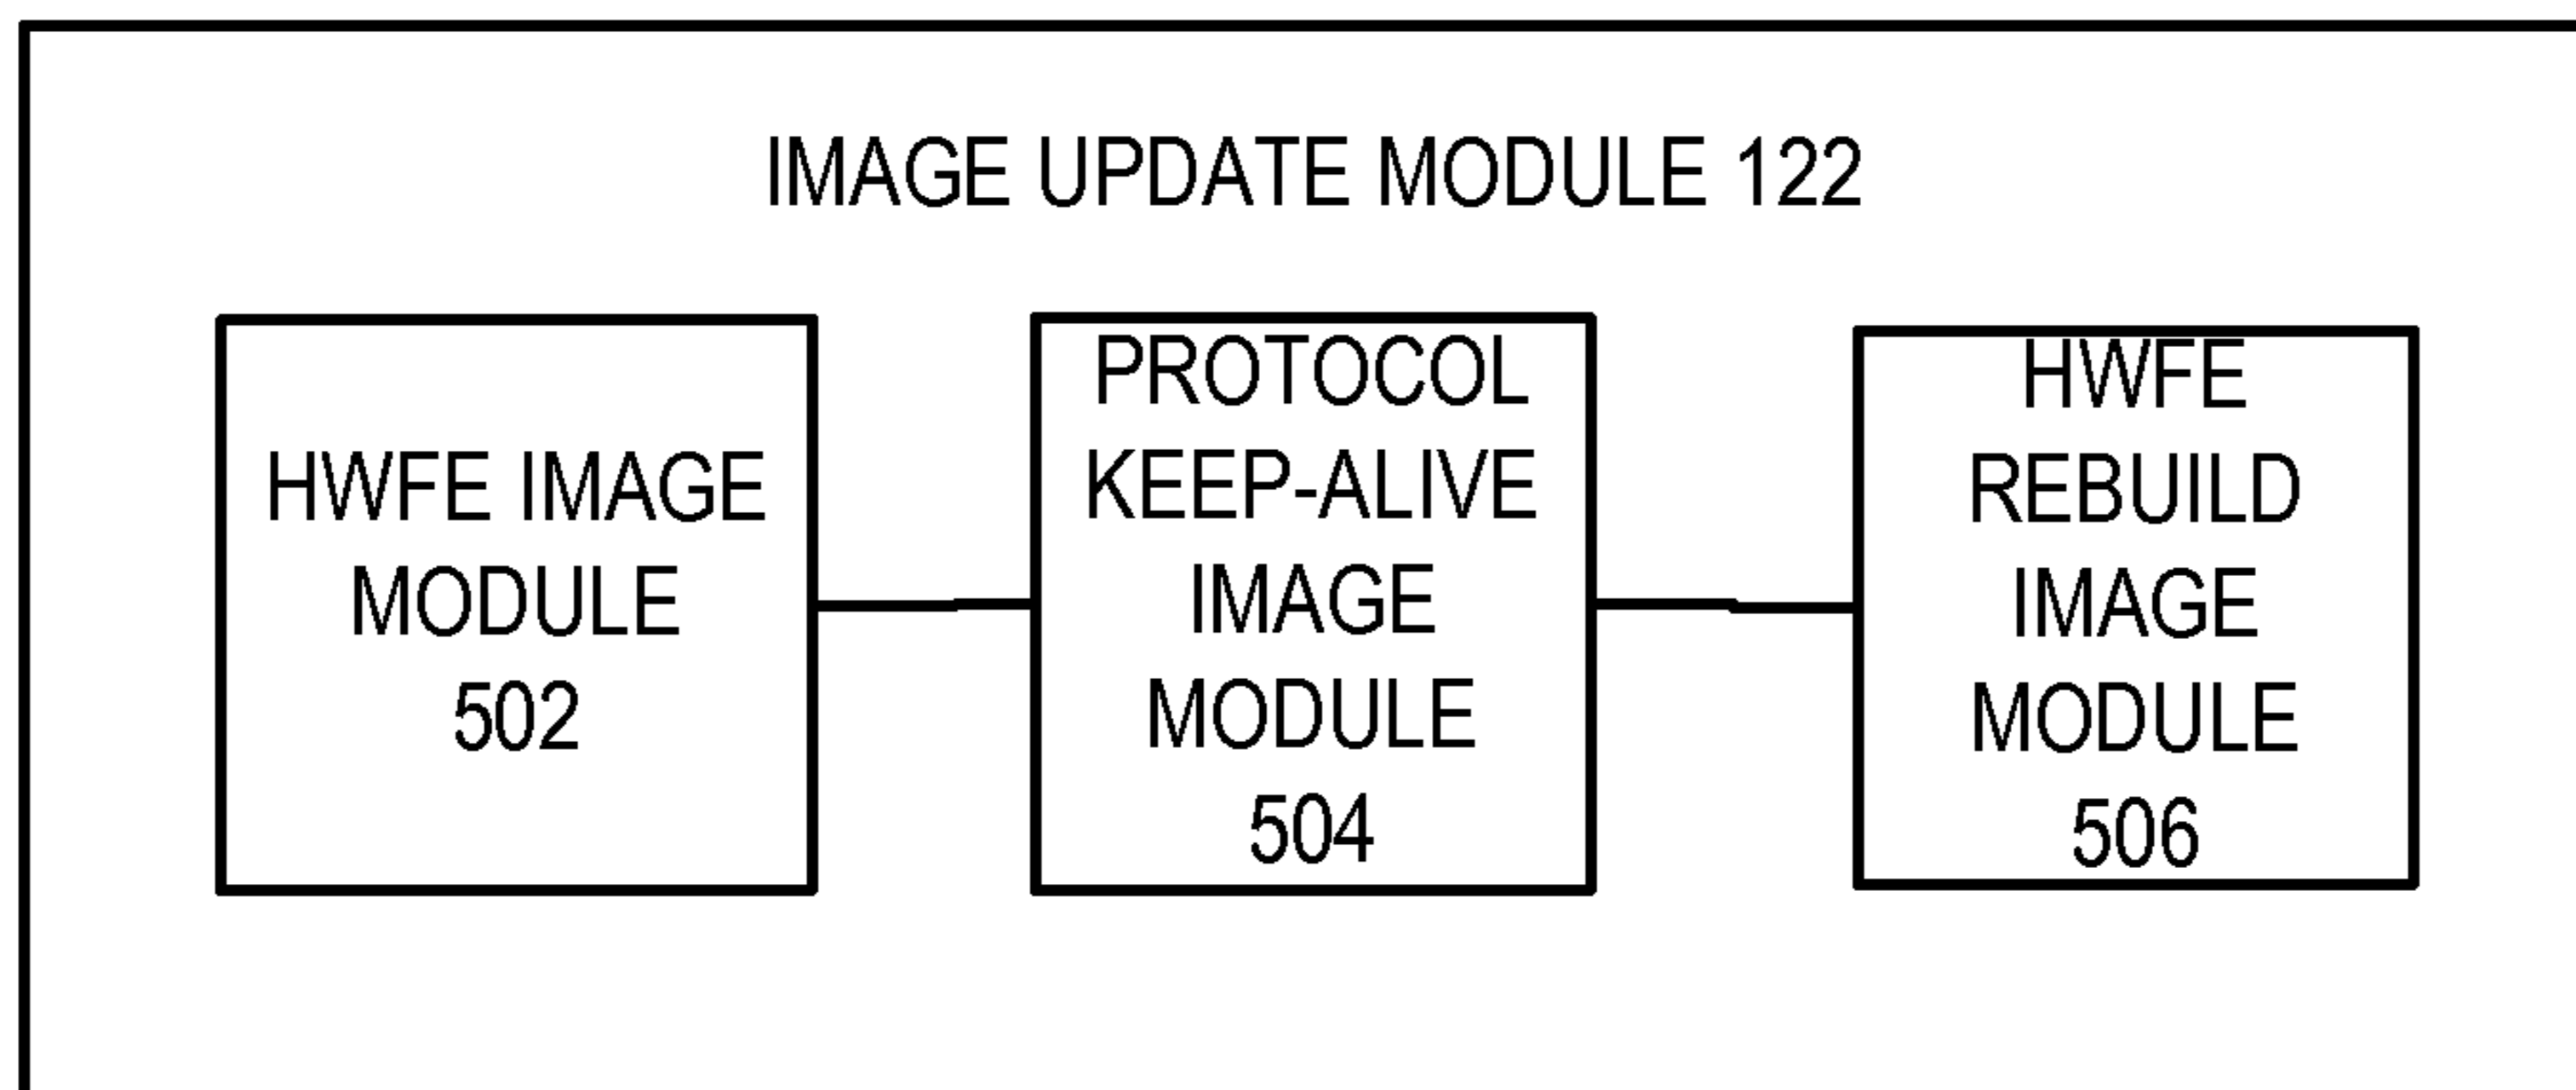 IMAGE UPDATE MODULE 122
HWFE IMAGE
MODULE
502
PROTOCOL
KEEP-ALIVE
IMAGE
MODULE
504
HWFE
REBUILD
IMAGE
MODULE
506